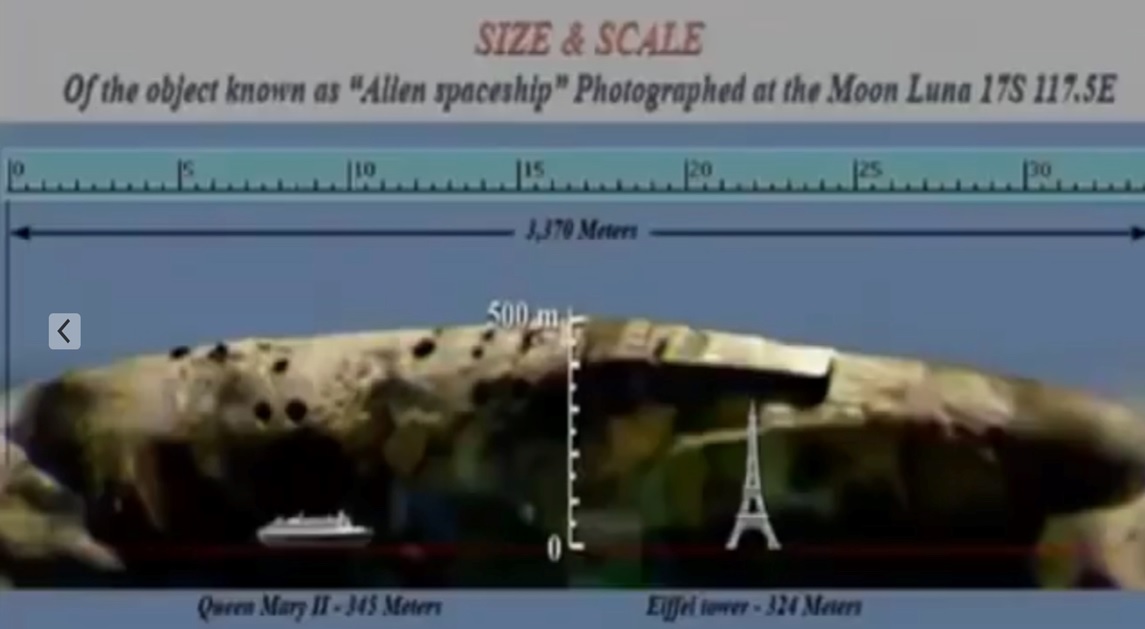 SIZE & SCALE
Of the object known as "Alien spaceship" Photographed at the Moon Luna 17S 117.5E
0 5 10 15 20 25 30
3,370 Meters
500 m
0
Queen Mary II - 345 Meters
Eiffel tower - 324 Meters